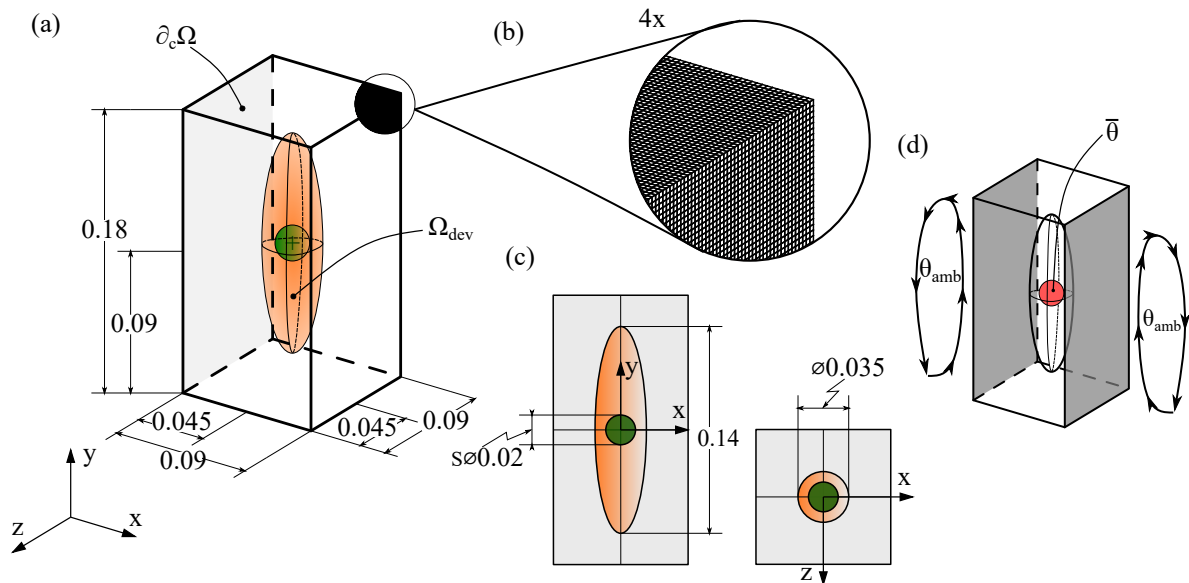 (a)
∂cΩ
0.18
0.09
Ωdev
0.045
0.09
0.045
0.09
y
x
z
(b)
4x
(c)
y
x
S⌀0.02
0.14
⌀0.035
x
z
(d)
θ̅
θamb
θamb